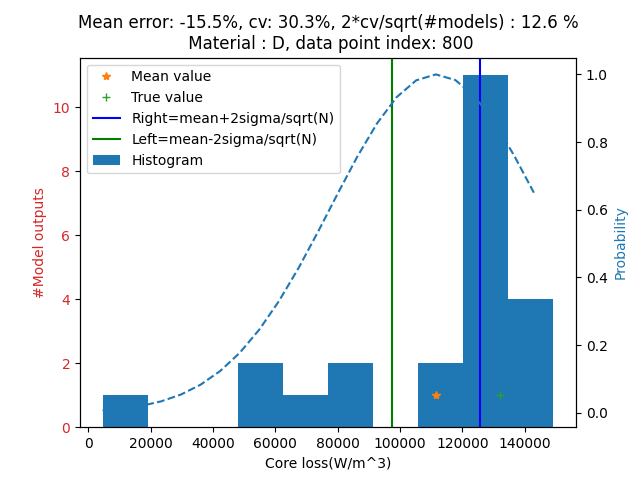 Mean error: -15.5%, cv: 30.3%, 2*cv/sqrt(#models) : 12.6 %
Material : D, data point index: 800
Mean value
True value
Right=mean+2sigma/sqrt(N)
Left=mean-2sigma/sqrt(N)
Histogram
#Model outputs
10
8
6
4
2
0
1.0
0.8
0.6
0.4
0.2
0.0
Probability
0 20000 40000 60000 80000 100000 120000 140000
Core loss(W/m^3)